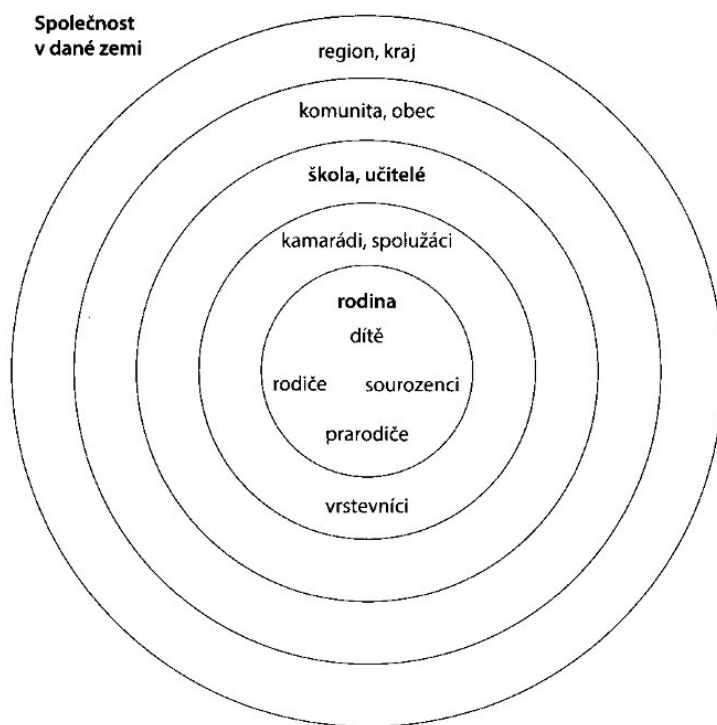 Společnost
v dané zemi
region, kraj
komunita, obec
škola, učitelé
kamarádi, spolužáci
rodina
dítě
rodiče sourozenci
prarodiče
vrstevníci